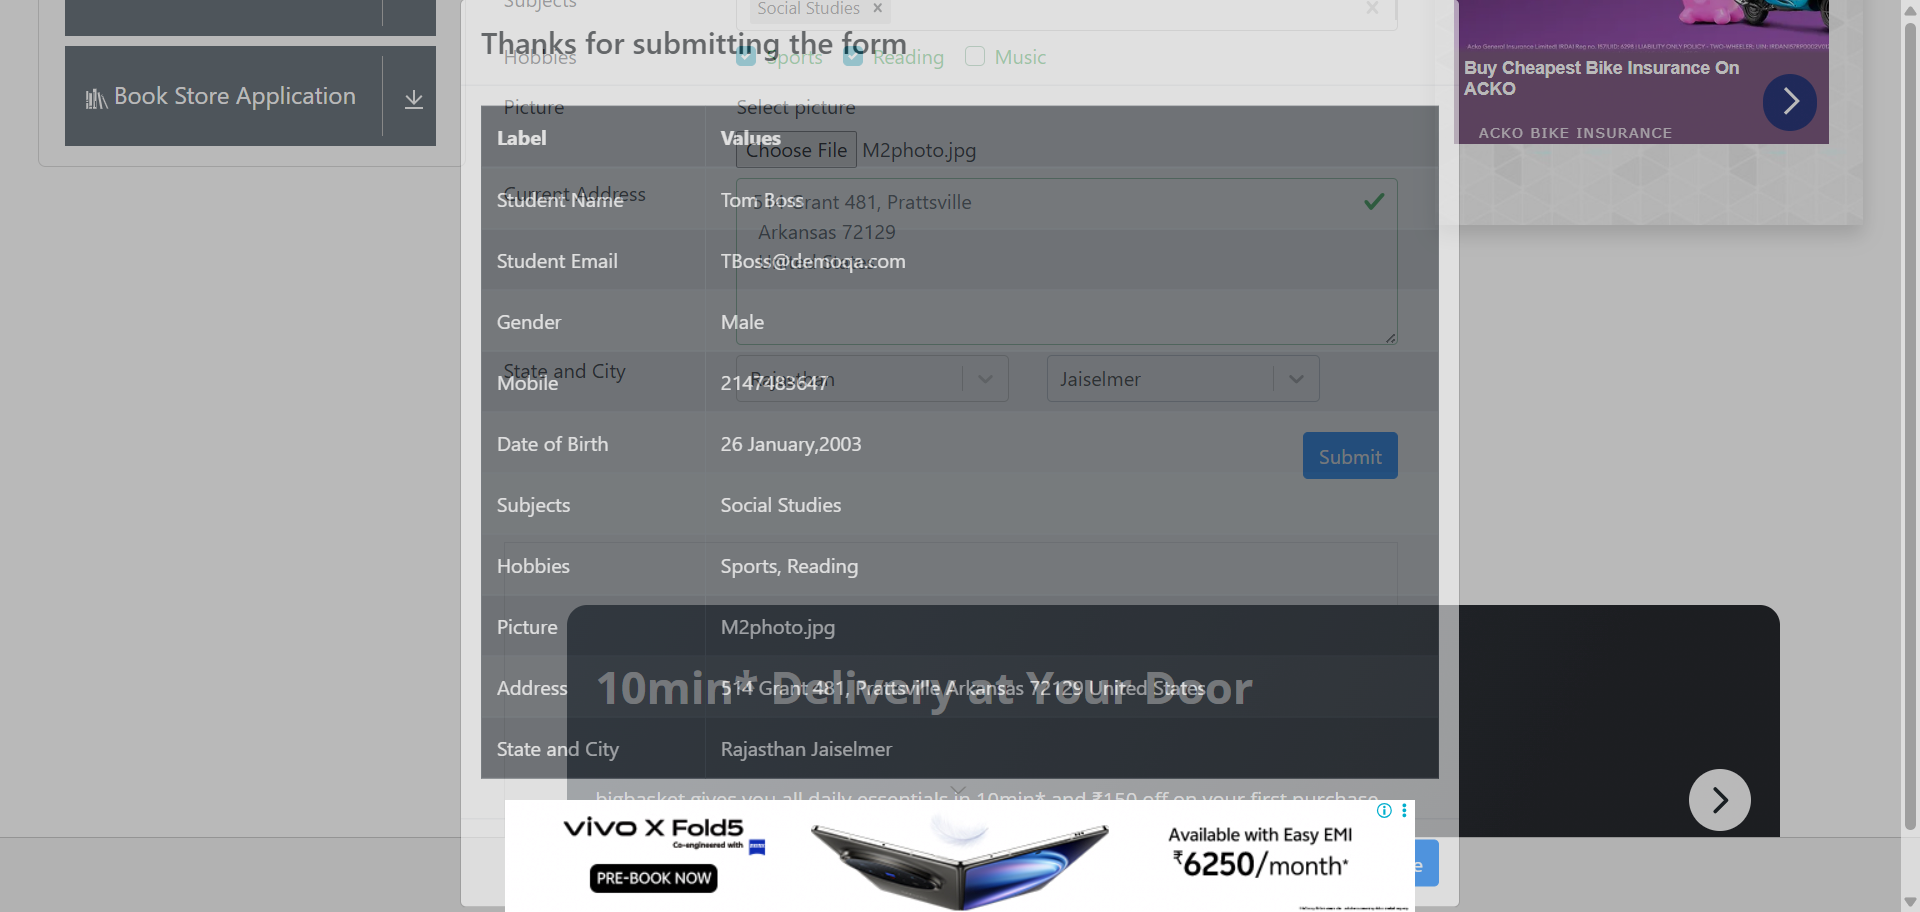 Subjects
Social Studies ×
×
Thanks for submitting the form
Hobbies
Sports
Reading
Music
Book Store Application
Buy Cheapest Bike Insurance On
ACKO
ACKO BIKE INSURANCE
Picture
Select picture
Choose File M2photo.jpg
Current Address
514 Grant 481, Prattsville
Arkansas 72129
United States
State and City
Rajasthan
Jaiselmer
Submit
Label Values
Student Name Tom Boss
Student Email TBoss@demoqa.com
Gender Male
Mobile 2147483647
Date of Birth 26 January,2003
Subjects Social Studies
Hobbies Sports, Reading
Picture M2photo.jpg
Address 514 Grant 481, Prattsville Arkansas 72129 United States
State and City Rajasthan Jaiselmer
10min* Delivery at Your Door
bigbasket gives you all daily essentials in 10min* and ₹150 off on your first purchase
vivo X Fold5
Co-engineered with ZEISS
PRE-BOOK NOW
Available with Easy EMI
₹6250/month*
e